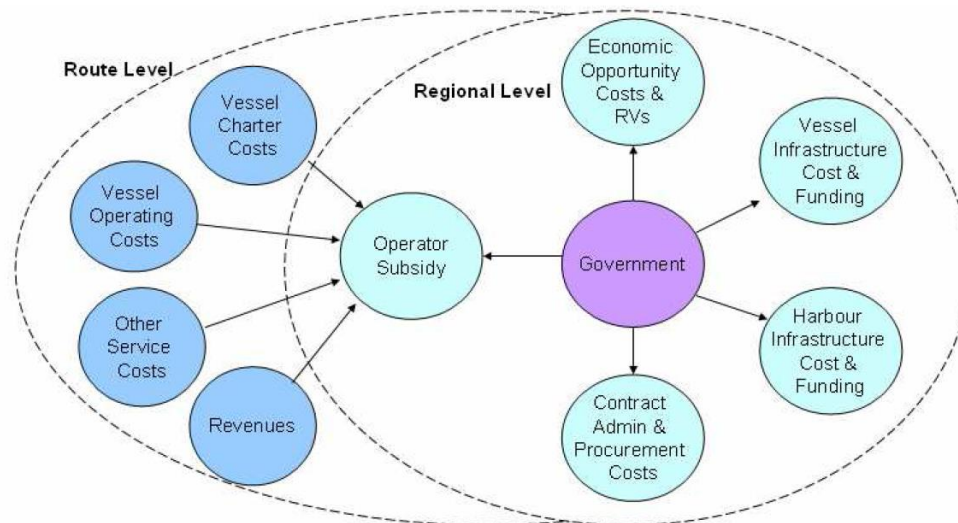 Route Level
Regional Level
Economic
Opportunity
Costs &
RVs
Vessel
Charter
Costs
Vessel
Infrastructure
Cost &
Funding
Vessel
Operating
Costs
Operator
Subsidy
Government
Other
Service
Costs
Harbour
Infrastructure
Cost &
Funding
Revenues
Contract
Admin &
Procurement
Costs